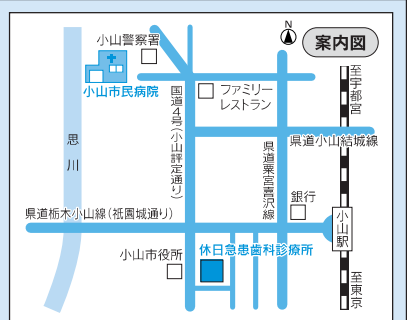 N
案内図
小山警察署
小山市民病院
国道4号(小山評定通り)
ファミリー
レストラン
至宇都宮
思川
県道小山結城線
県道粟宮喜沢線
銀行
県道栃木小山線(祇園城通り)
小山駅
小山市役所
休日急患歯科診療所
至東京